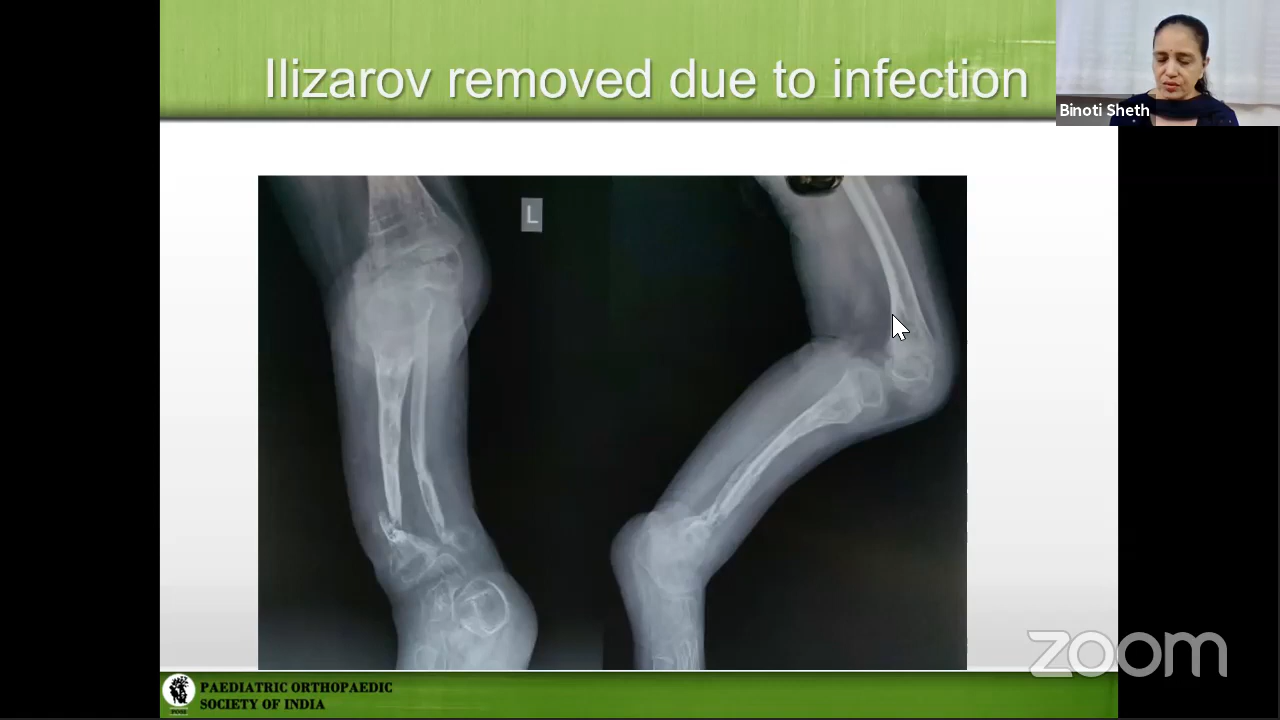 Ilizarov removed due to infection
Binoti Sheth
L
zoom
PAEDIATRIC ORTHOPAEDIC
SOCIETY OF INDIA